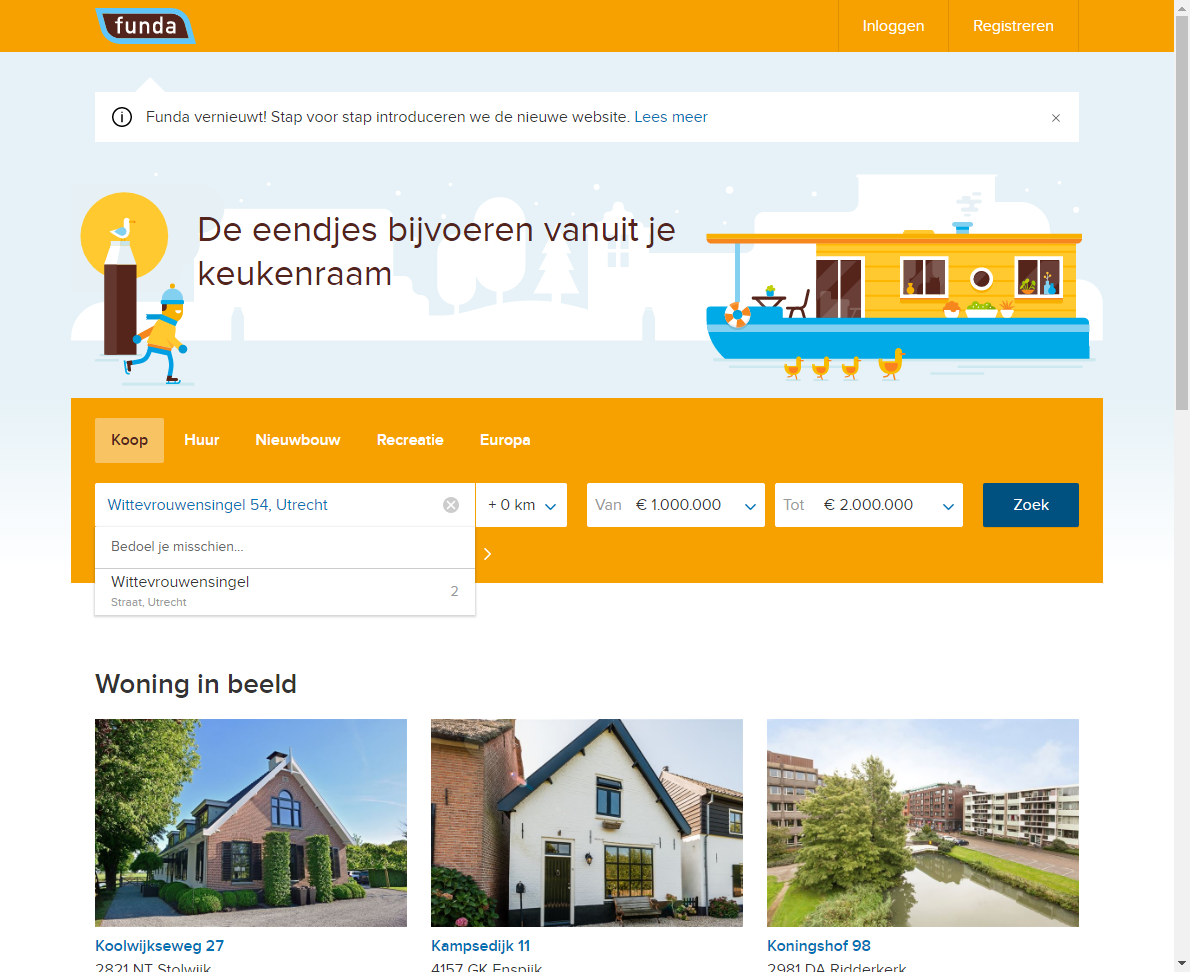 funda
Inloggen
Registreren
Funda vernieuwt! Stap voor stap introduceren we de nieuwe website. Lees meer
De eendjes bijvoeren vanuit je
keukenraam
Koop Huur Nieuwbouw Recreatie Europa
Wittevrouwensingel 54, Utrecht + 0 km Van € 1.000.000 Tot € 2.000.000 Zoek
Bedoel je misschien...
Wittevrouwensingel 2
Straat, Utrecht
Woning in beeld
Koolwijkseweg 27 Kampsedijk 11 Koningshof 98
2821 NT Stolwijk 4157 GK Enspijk 2981 DA Ridderkerk